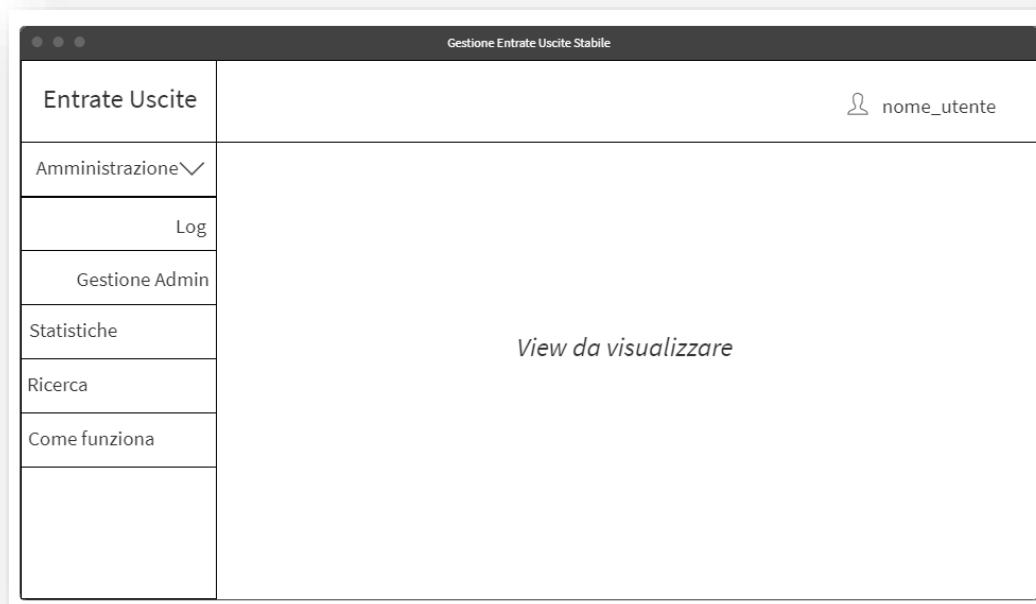 Gestione Entrate Uscite Stabile
Entrate Uscite
nome_utente
Amministrazione
Log
Gestione Admin
Statistiche
View da visualizzare
Ricerca
Come funziona